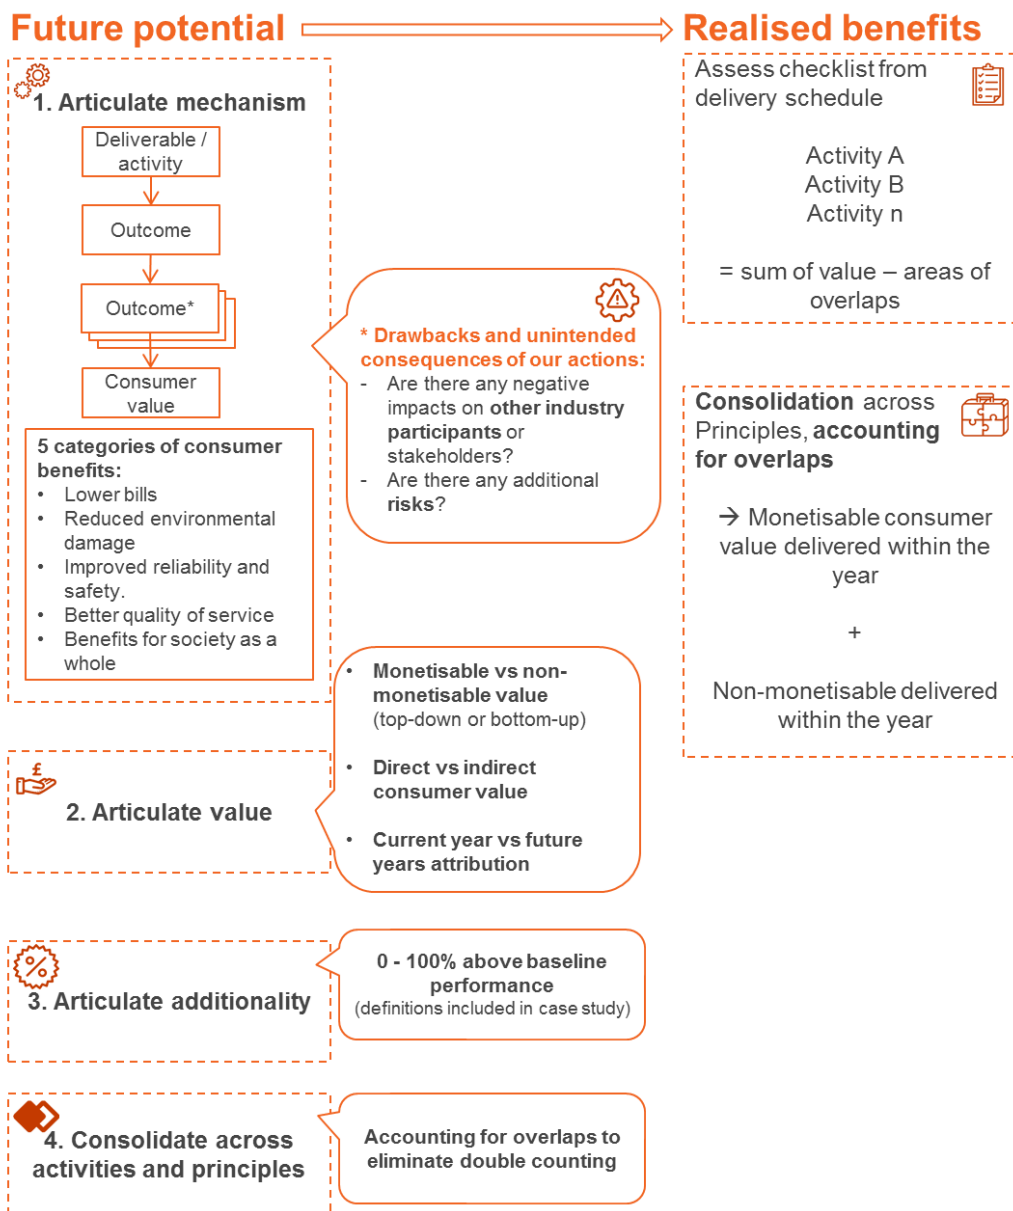 Future potential
Realised benefits
1. Articulate mechanism
Deliverable /
activity
Outcome
Outcome*
Consumer
value
5 categories of consumer
benefits:
• Lower bills
• Reduced environmental
damage
• Improved reliability and
safety.
• Better quality of service
• Benefits for society as a
whole
* Drawbacks and unintended
consequences of our actions:
- Are there any negative
impacts on other industry
participants or
stakeholders?
- Are there any additional
risks?
£
2. Articulate value
• Monetisable vs non-
monetisable value
(top-down or bottom-up)
• Direct vs indirect
consumer value
• Current year vs future
years attribution
%
3. Articulate additionality
0 - 100% above baseline
performance
(definitions included in case study)
4. Consolidate across
activities and principles
Accounting for overlaps to
eliminate double counting
Assess checklist from
delivery schedule
Activity A
Activity B
Activity n
= sum of value – areas of
overlaps
Consolidation across
Principles, accounting
for overlaps
→ Monetisable consumer
value delivered within the
year
+
Non-monetisable delivered
within the year